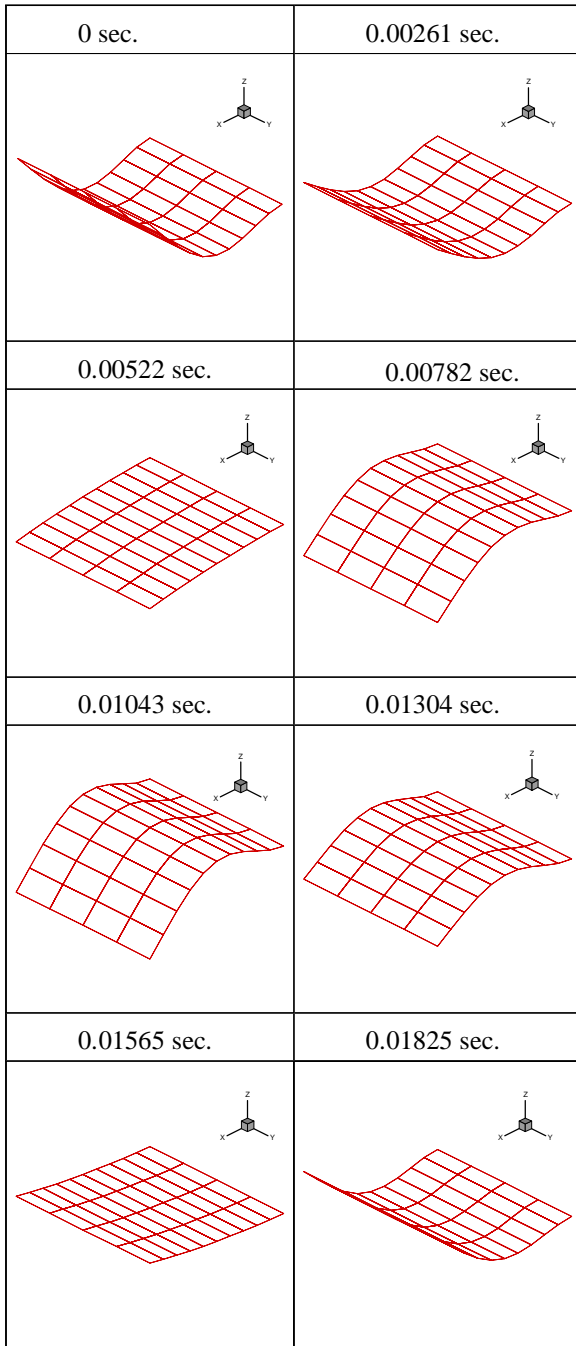 0 sec.
0.00261 sec.
Z
X
Y
Z
X
Y
0.00522 sec.
0.00782 sec.
Z
X
Y
Z
X
Y
0.01043 sec.
0.01304 sec.
Z
X
Y
Z
X
Y
0.01565 sec.
0.01825 sec.
Z
X
Y
Z
X
Y